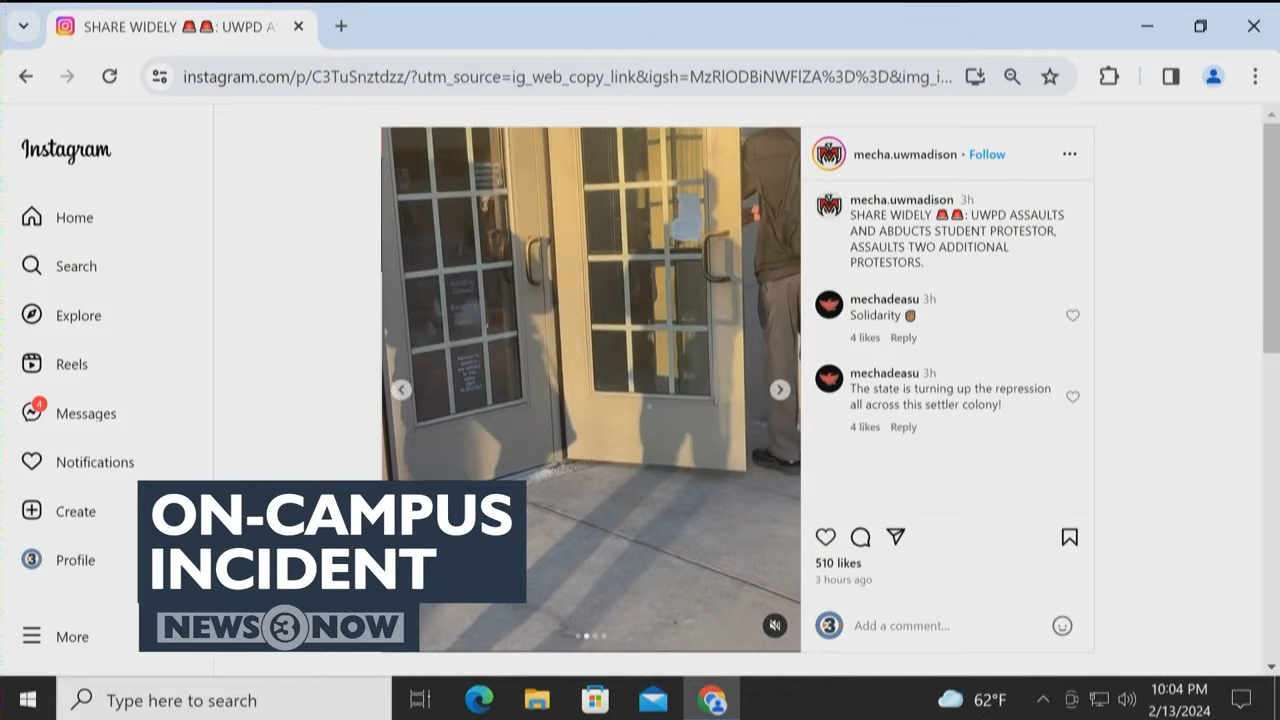 SHARE WIDELY 🚨🚨: UWPD A
instagram.com/p/C3TuSnztdzz/?utm_source=ig_web_copy_link&igsh=MzRlODBiNWFlZA%3D%3D&img_i...
Instagram
Home
Search
Explore
Reels
4
Messages
Notifications
Create
3
Profile
More
mecha.uwmadison • Follow
mecha.uwmadison 3h
SHARE WIDELY 🚨🚨: UWPD ASSAULTS
AND ABDUCTS STUDENT PROTESTOR,
ASSAULTS TWO ADDITIONAL
PROTESTORS.
mechadeasu 3h
Solidarity ✊🏾
4 likes Reply
mechadeasu 3h
The state is turning up the repression
all across this settler colony!
4 likes Reply
510 likes
3 hours ago
3
Add a comment...
ON-CAMPUS
INCIDENT
NEWS 3 NOW
Type here to search
62°F
10:04 PM
2/13/2024